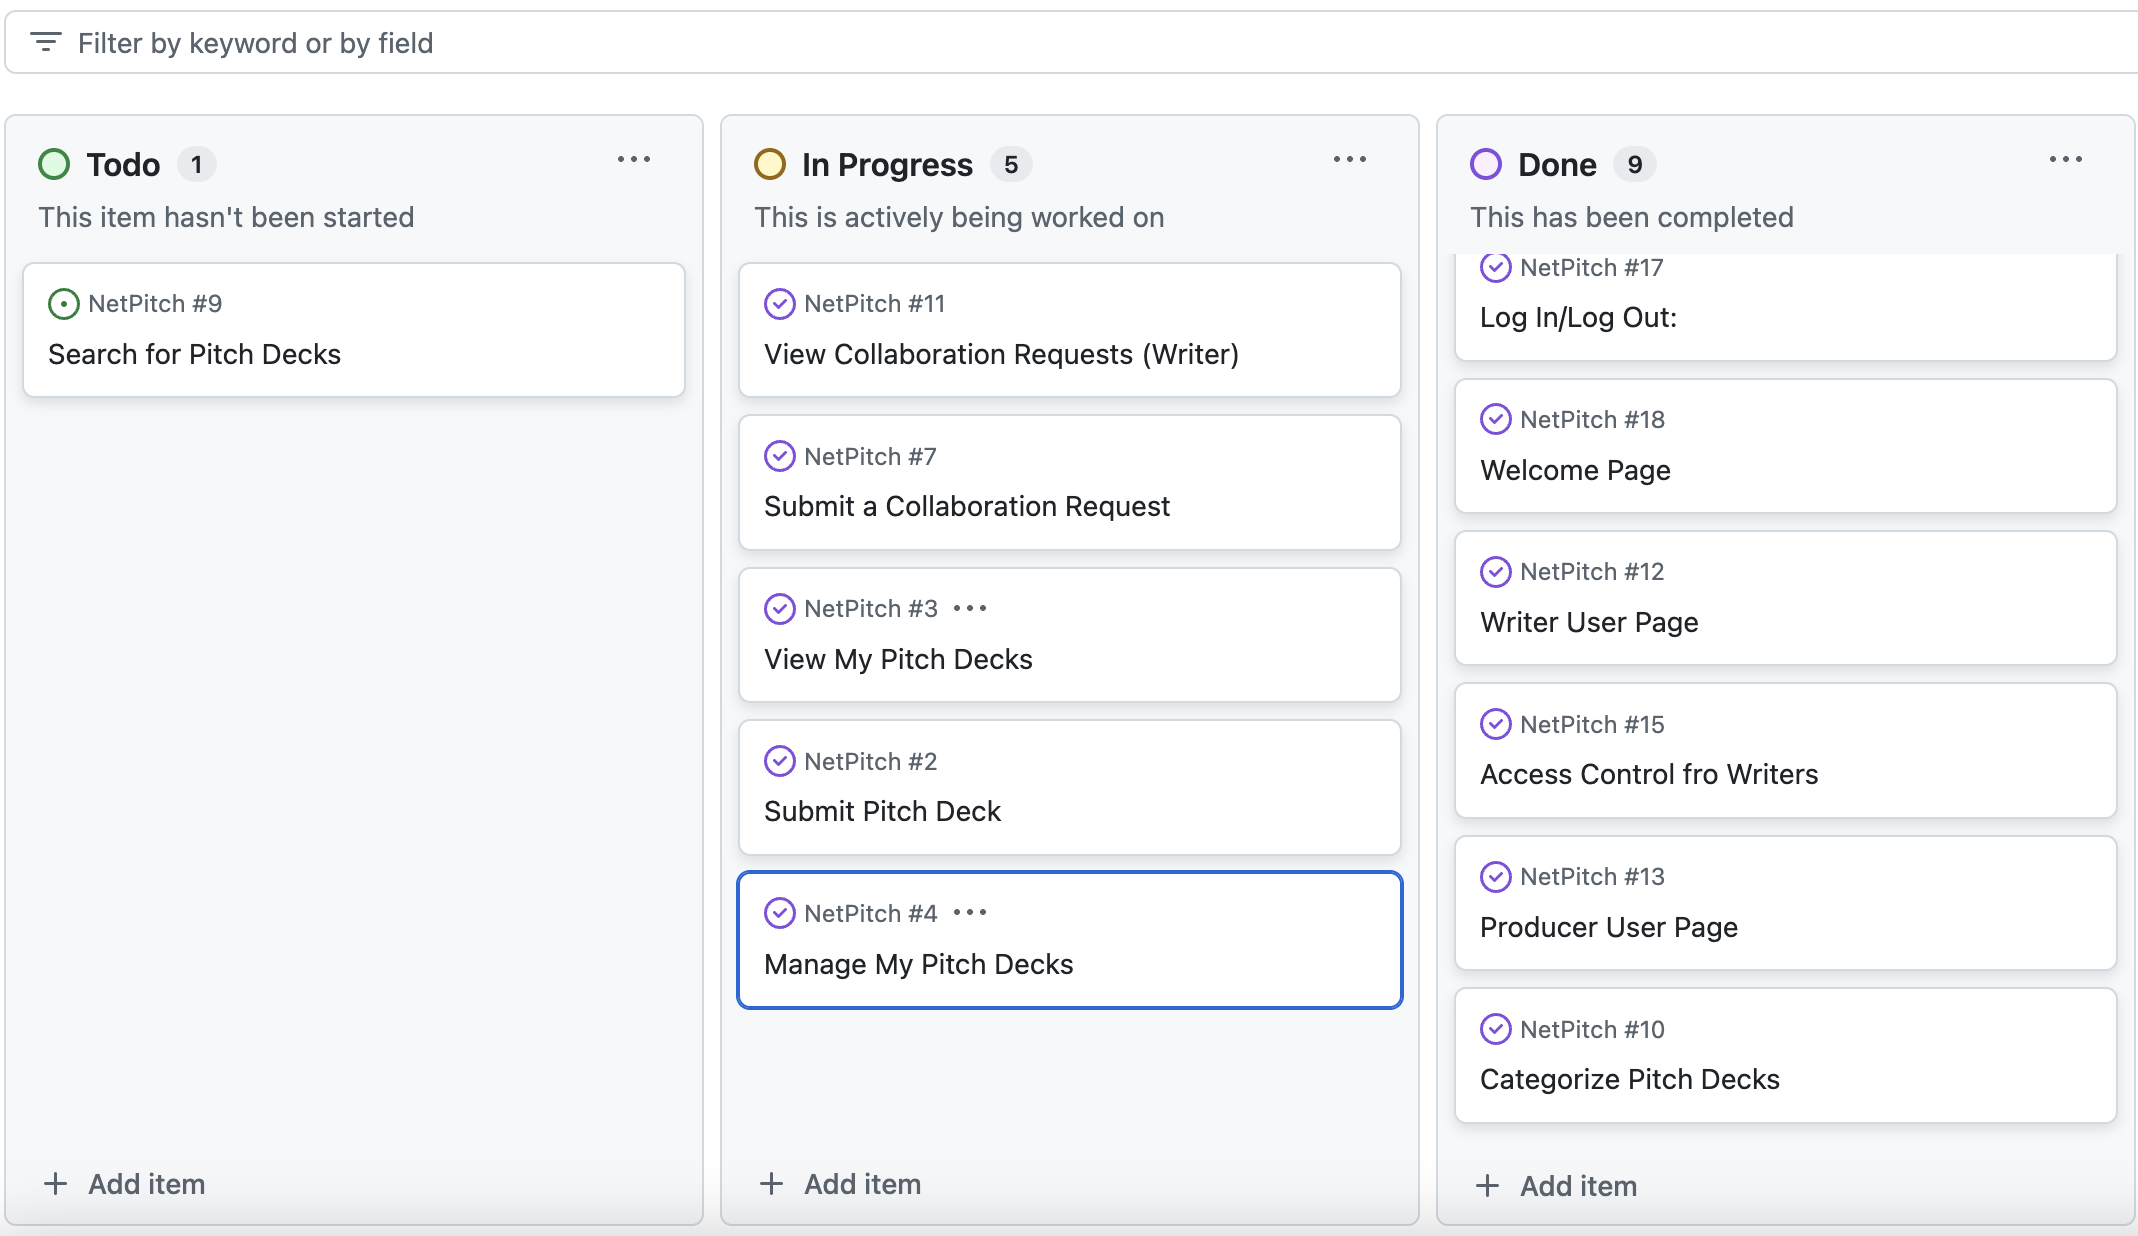 Filter by keyword or by field
Todo 1
This item hasn't been started
NetPitch #9
Search for Pitch Decks
Add item
In Progress 5
This is actively being worked on
NetPitch #11
View Collaboration Requests (Writer)
NetPitch #7
Submit a Collaboration Request
NetPitch #3
View My Pitch Decks
NetPitch #2
Submit Pitch Deck
NetPitch #4
Manage My Pitch Decks
Add item
Done 9
This has been completed
NetPitch #17
Log In/Log Out:
NetPitch #18
Welcome Page
NetPitch #12
Writer User Page
NetPitch #15
Access Control fro Writers
NetPitch #13
Producer User Page
NetPitch #10
Categorize Pitch Decks
Add item